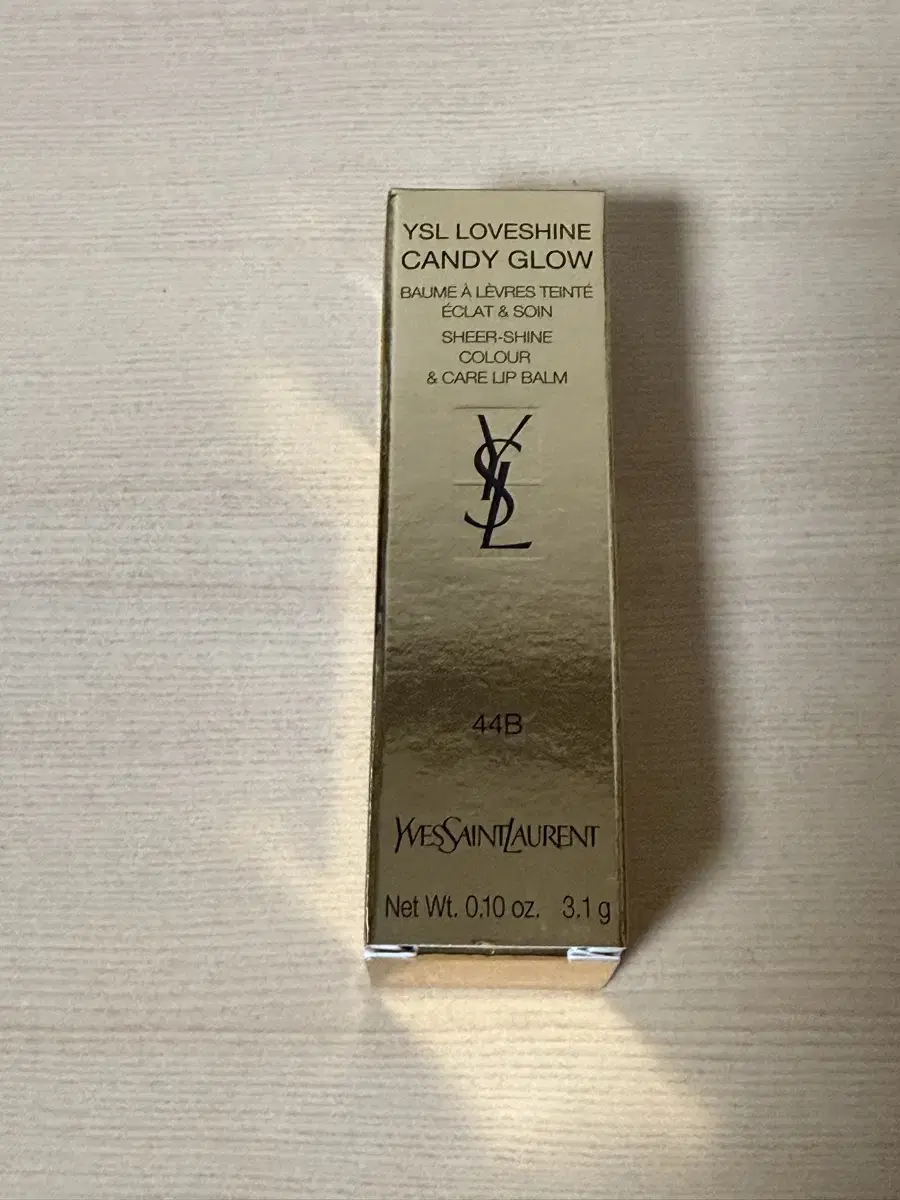 YSL LOVESHINE
CANDY GLOW
BAUME À LÈVRES TEINTÉ
ÉCLAT & SOIN
SHEER-SHINE
COLOUR
& CARE LIP BALM
YSL
44B
YVESSAINTLAURENT
Net Wt. 0.10 oz. 3.1 g